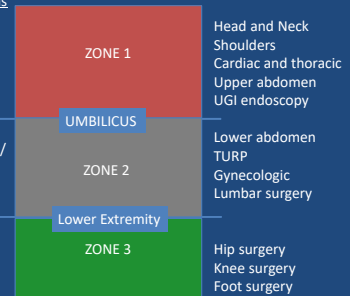 s
ZONE 1
Head and Neck
Shoulders
Cardiac and thoracic
Upper abdomen
UGI endoscopy
UMBILICUS
/
ZONE 2
Lower abdomen
TURP
Gynecologic
Lumbar surgery
Lower Extremity
ZONE 3
Hip surgery
Knee surgery
Foot surgery